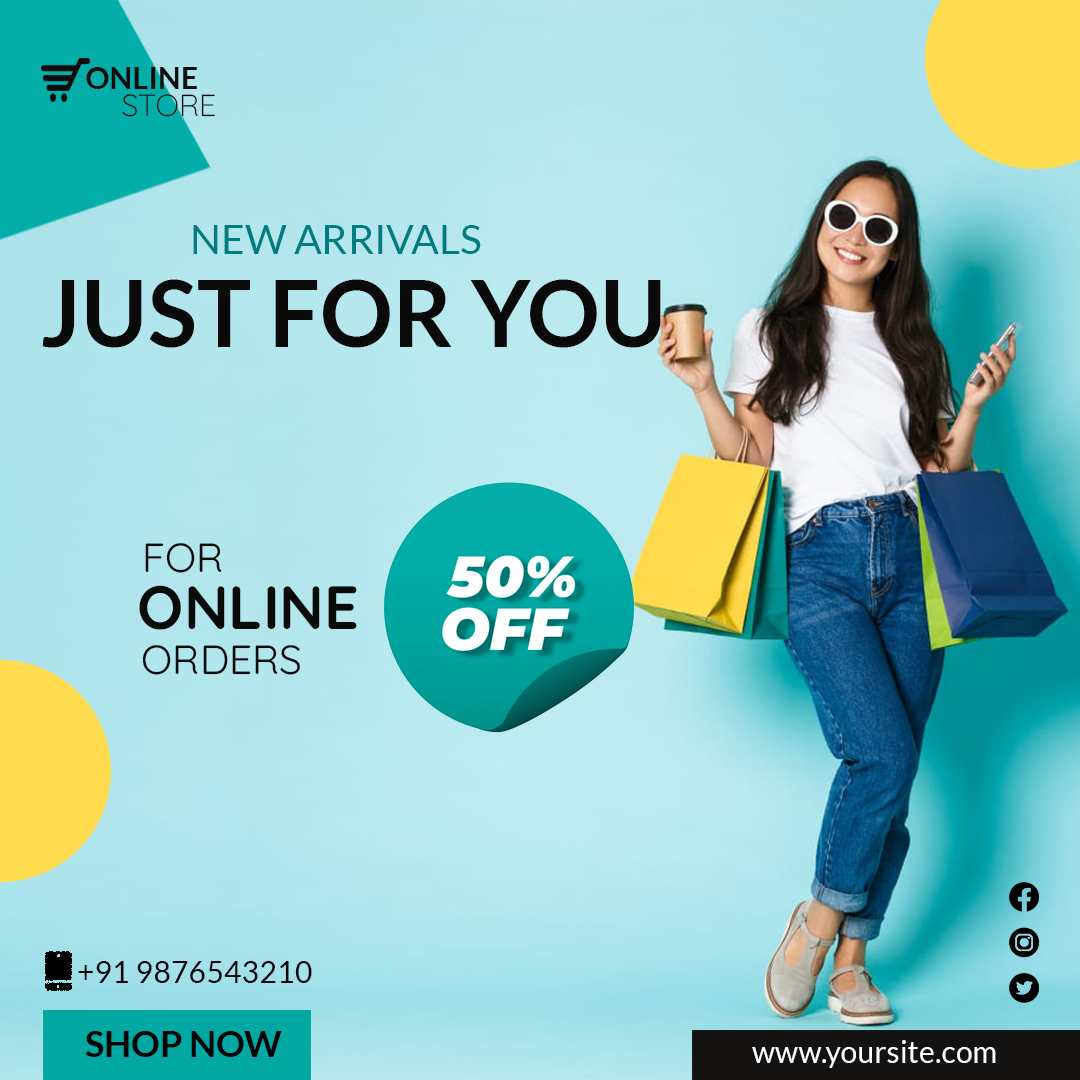 ONLINE
STORE
NEW ARRIVALS
JUST FOR YOU
FOR
ONLINE
ORDERS
50%
OFF
+91 9876543210
SHOP NOW
www.yoursite.com